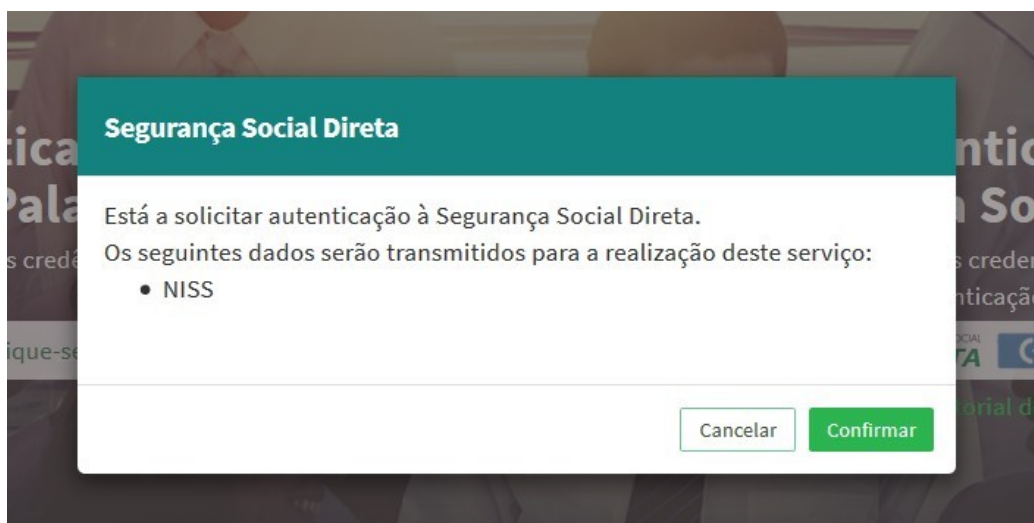 Segurança Social Direta
Está a solicitar autenticação à Segurança Social Direta.
Os seguintes dados serão transmitidos para a realização deste serviço:
• NISS
Cancelar
Confirmar